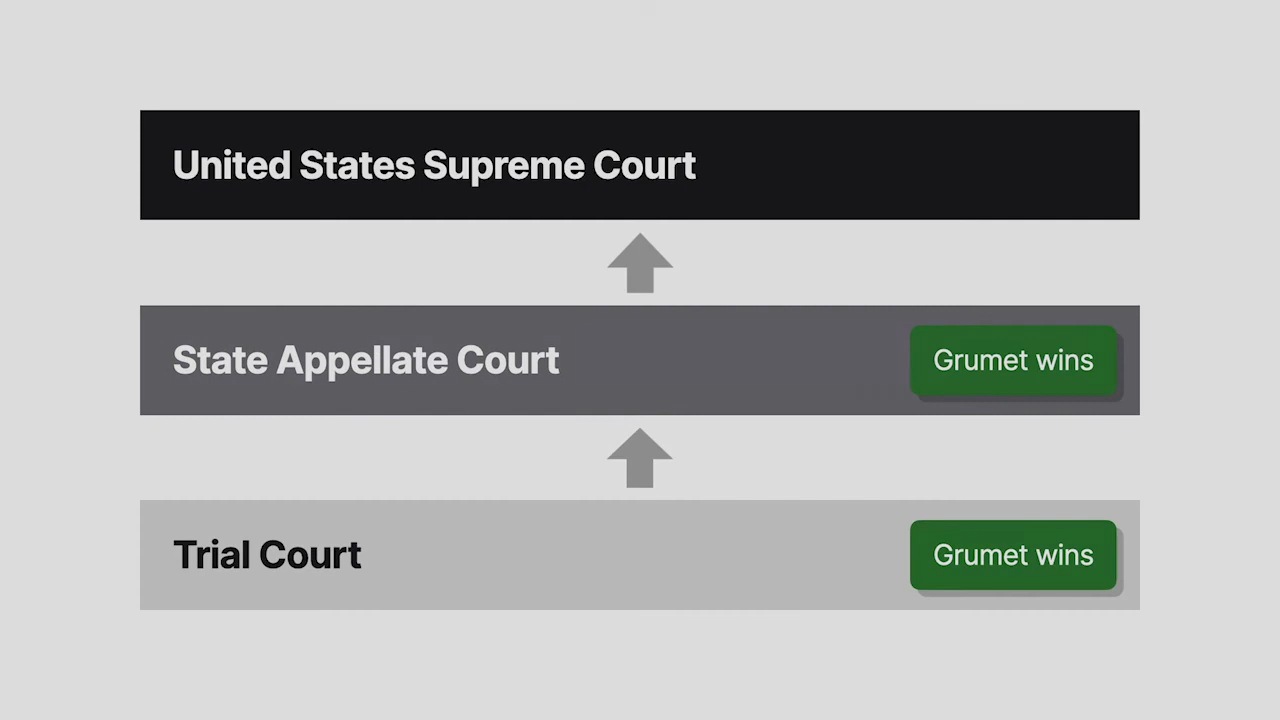 United States Supreme Court
State Appellate Court
Grumet wins
Trial Court
Grumet wins